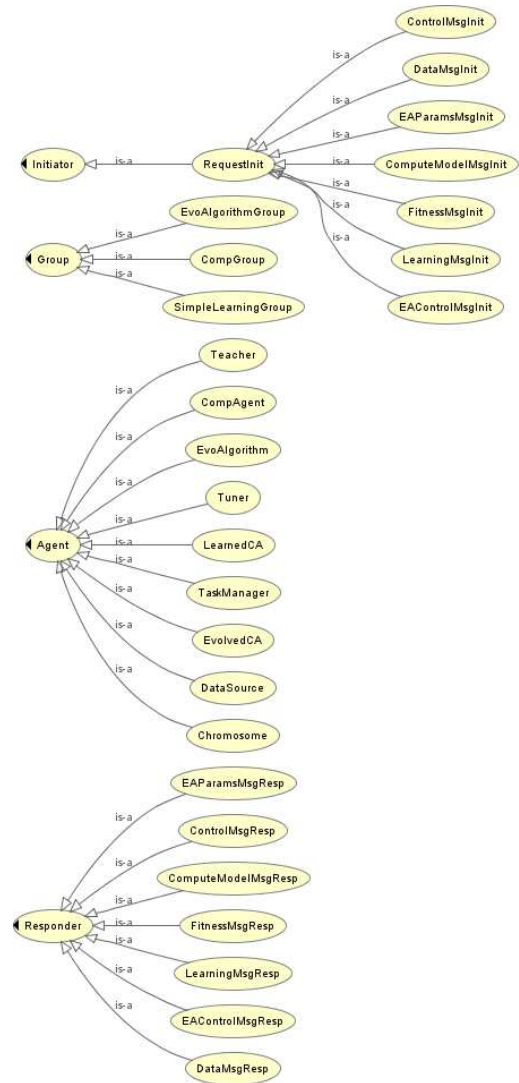 ControlMsgInit
is-a
DataMsgInit
is-a
EAParamsMsgInit
is-a
Initiator
is-a
RequestInit
is-a
ComputeModelMsgInit
is-a
FitnessMsgInit
is-a
LearningMsgInit
is-a
EAControlMsgInit
EvoAlgorithmGroup
is-a
Group
is-a
CompGroup
is-a
SimpleLearningGroup
Teacher
is-a
CompAgent
is-a
EvoAlgorithm
is-a
Tuner
is-a
Agent
is-a
LearnedCA
is-a
TaskManager
is-a
EvolvedCA
is-a
DataSource
is-a
Chromosome
EAParamsMsgResp
is-a
ControlMsgResp
is-a
ComputeModelMsgResp
is-a
Responder
is-a
FitnessMsgResp
is-a
LearningMsgResp
is-a
EAControlMsgResp
is-a
DataMsgResp